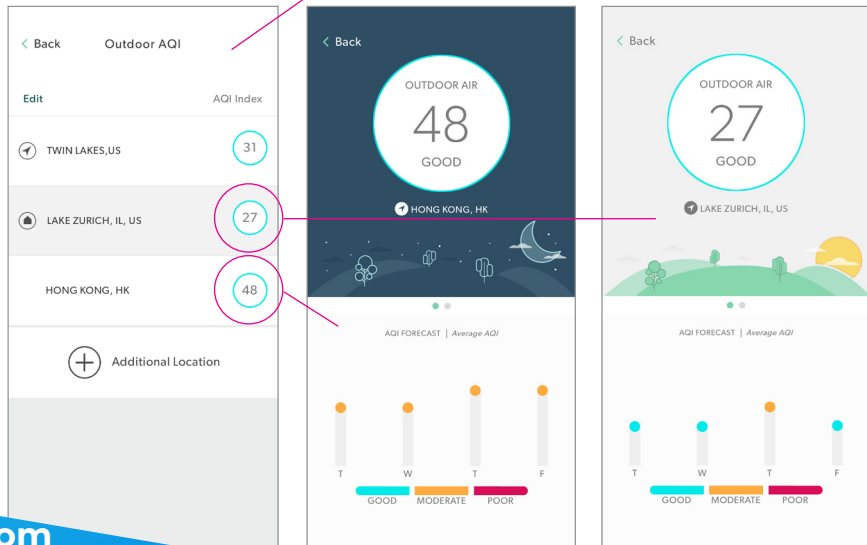 Back Outdoor AQI
Edit AQI Index
TWIN LAKES,US 31
LAKE ZURICH, IL, US 27
HONG KONG, HK 48
Additional Location
Back
OUTDOOR AIR
48
GOOD
HONG KONG, HK
AQI FORECAST | Average AQI
T W T F
GOOD MODERATE POOR
Back
OUTDOOR AIR
27
GOOD
LAKE ZURICH, IL, US
AQI FORECAST | Average AQI
T W T F
GOOD MODERATE POOR
om